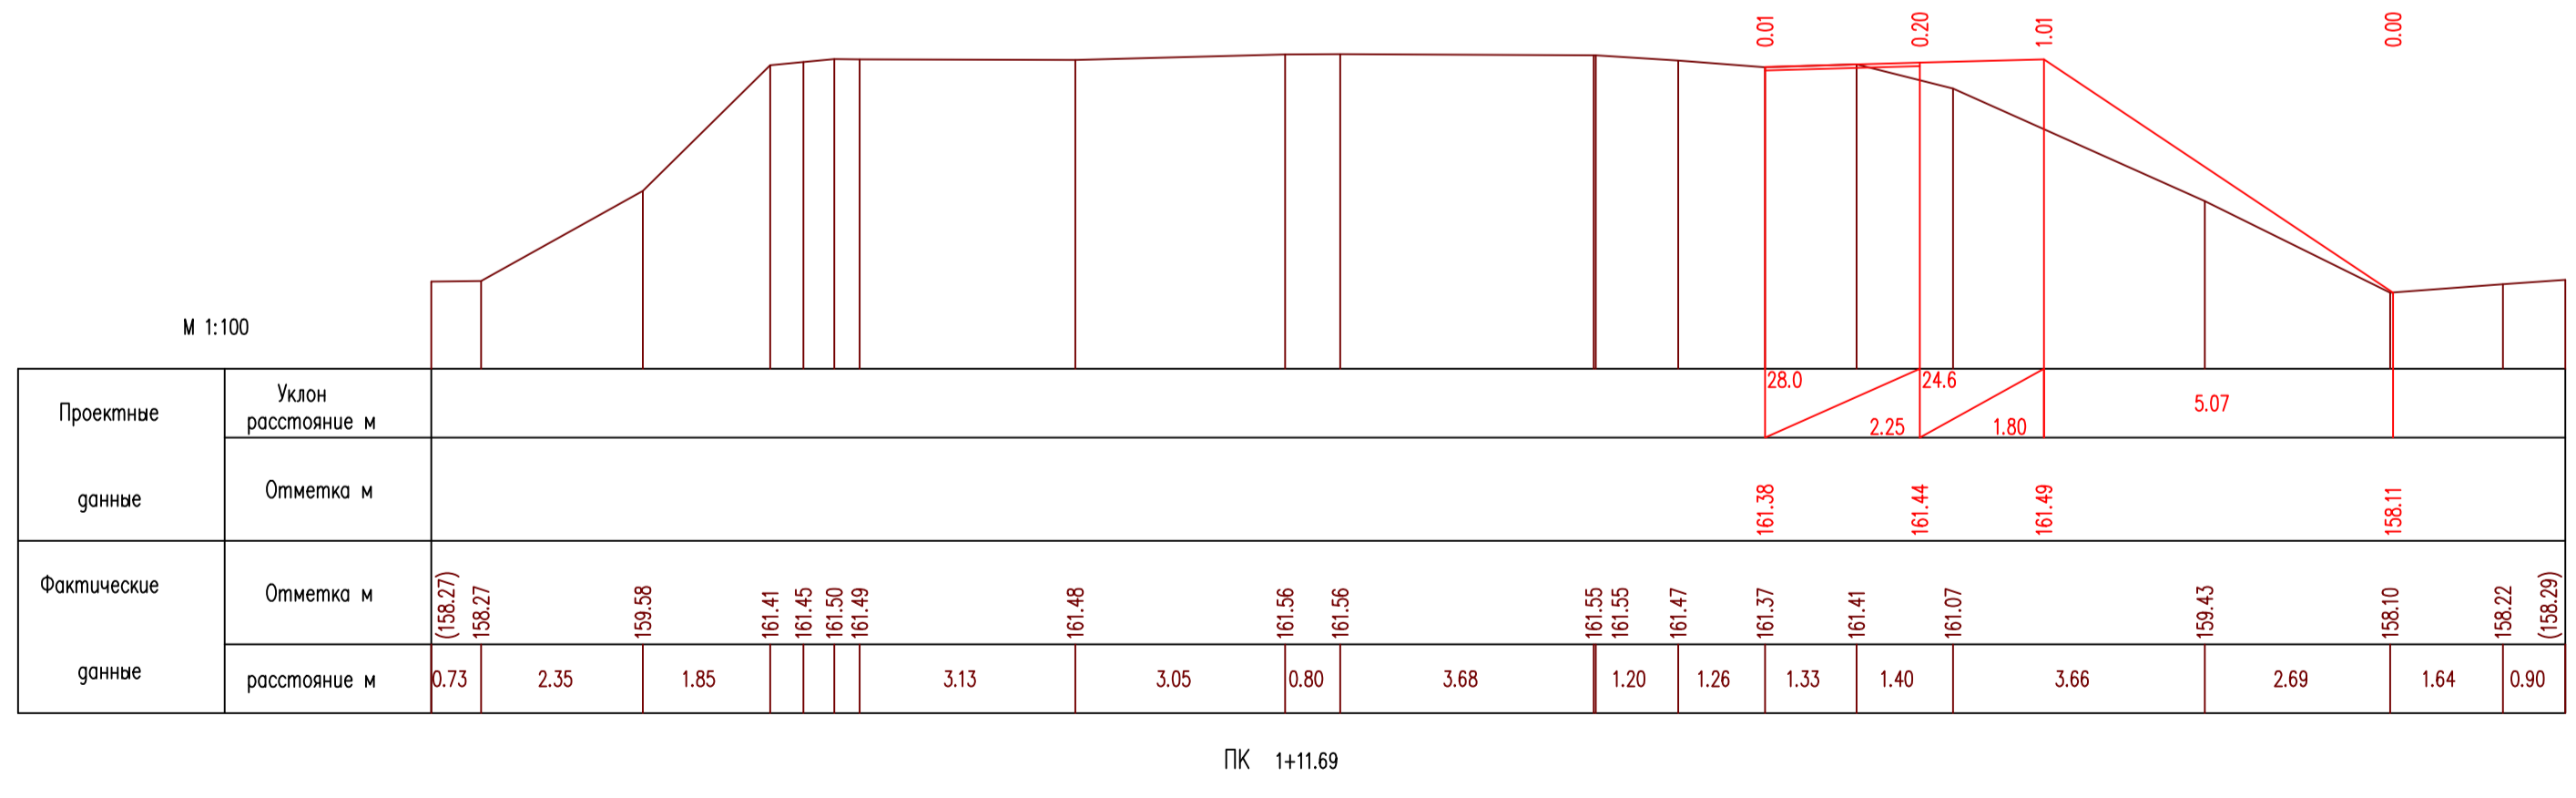 0.01 0.20 1.01 0.00
М 1:100
Проектные
данные
Уклон
расстояние м
28.0 2.25 24.6 1.80 5.07
Отметка м
161.38 161.44 161.49 158.11
Фактические
данные
Отметка м
(158.27) 158.27 159.58 161.41 161.45 161.50 161.49 161.48 161.56 161.56 161.55 161.55 161.47 161.37 161.41 161.07 159.43 158.10 158.22 (158.29)
расстояние м
0.73 2.35 1.85 3.13 3.05 0.80 3.68 1.20 1.26 1.33 1.40 3.66 2.69 1.64 0.90
ПК 1+11.69